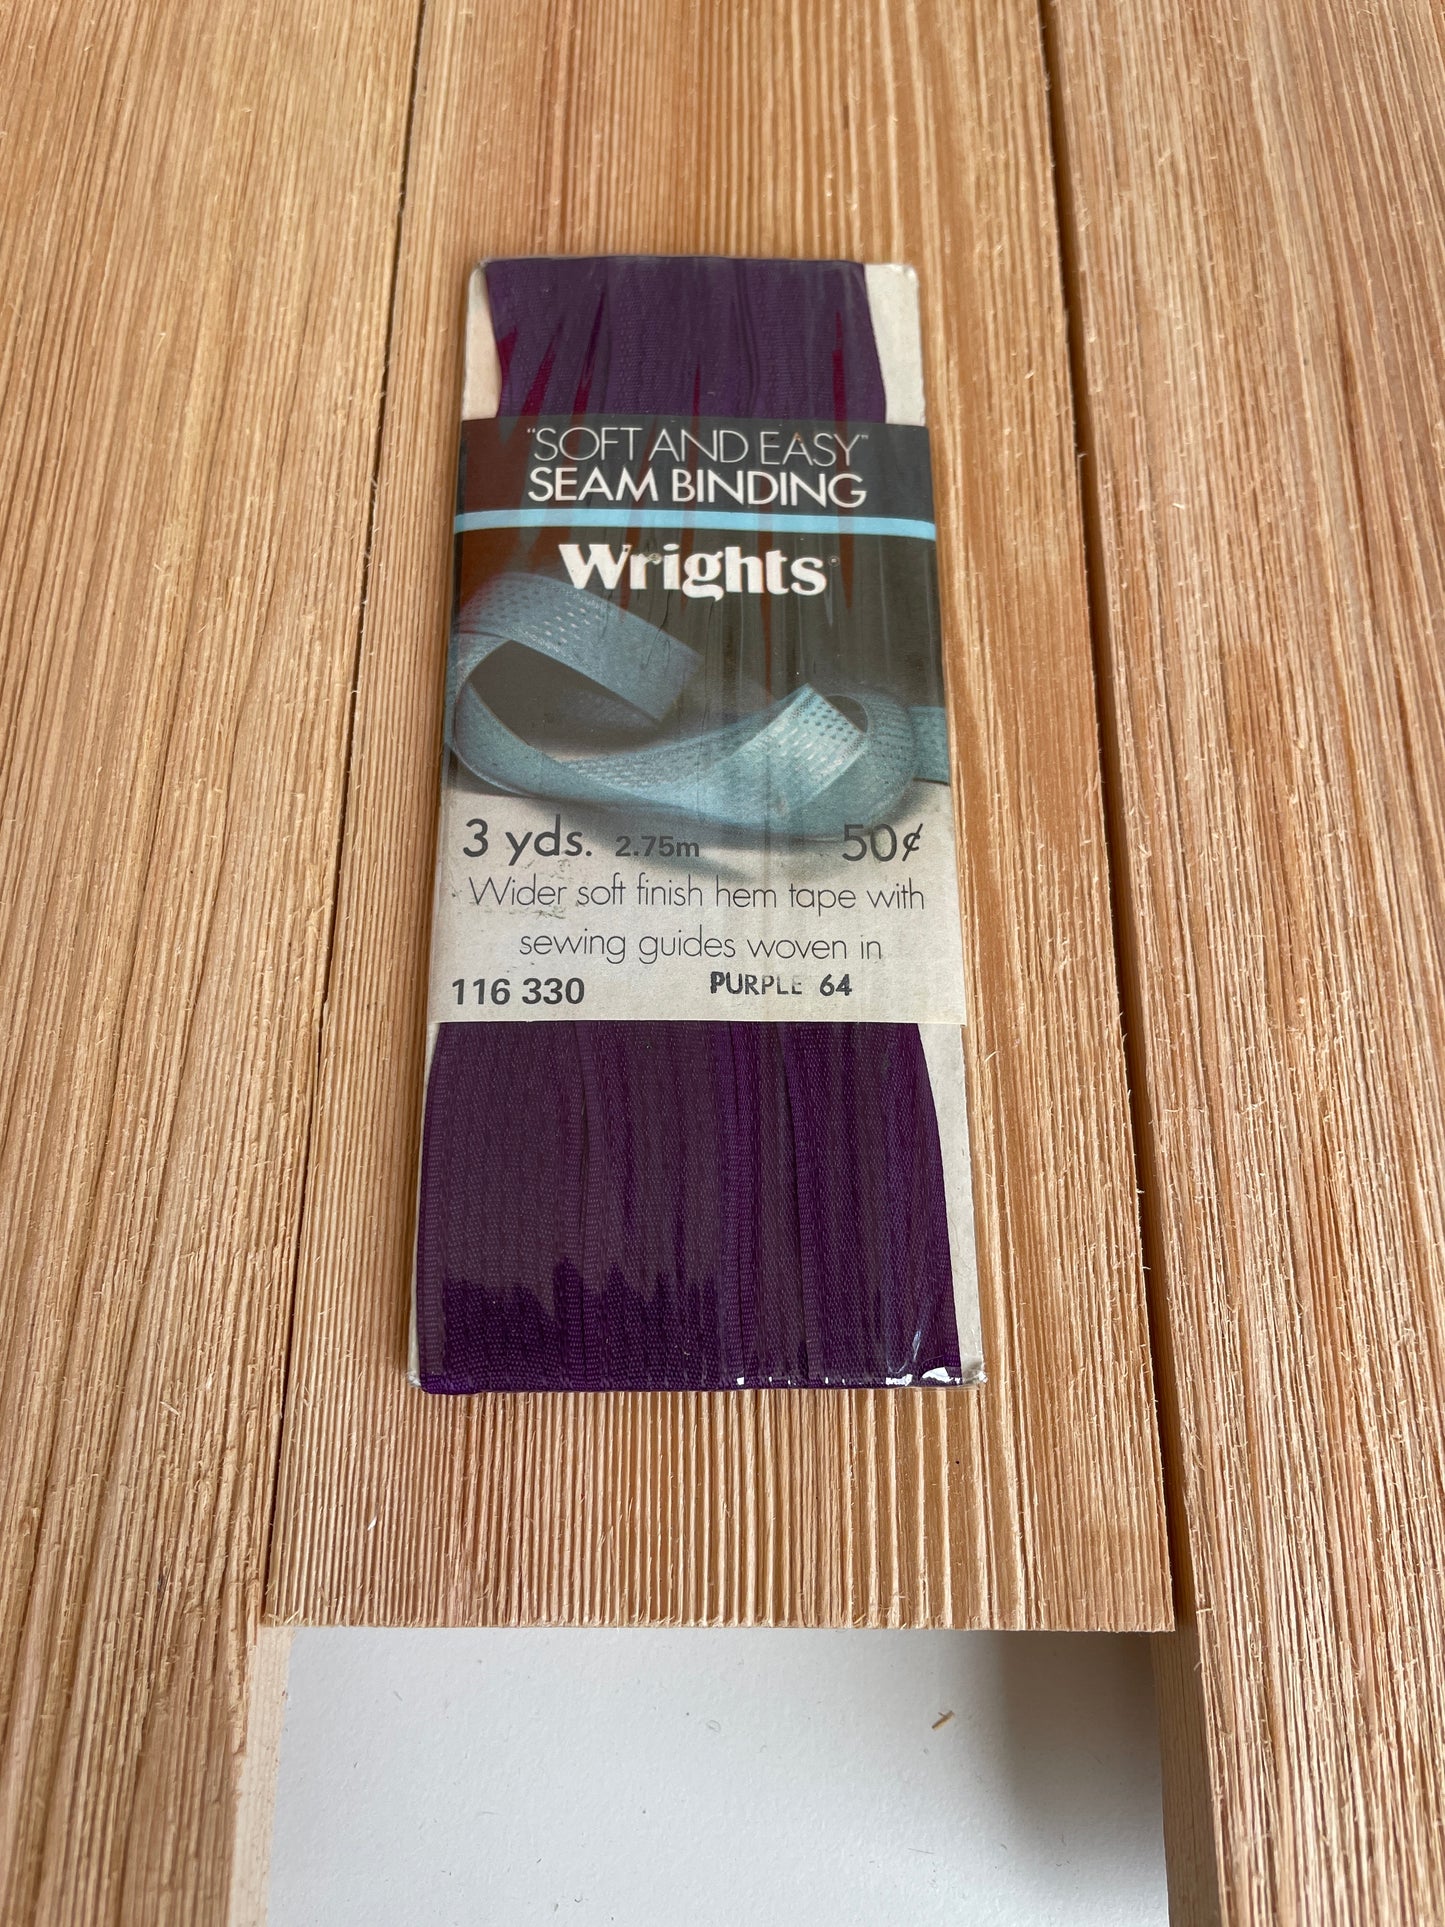 "SOFT AND EASY"
SEAM BINDING
Wrights®
3 yds. 2.75m 50¢
Wider soft finish hem tape with
sewing guides woven in
116 330 PURPLE 64